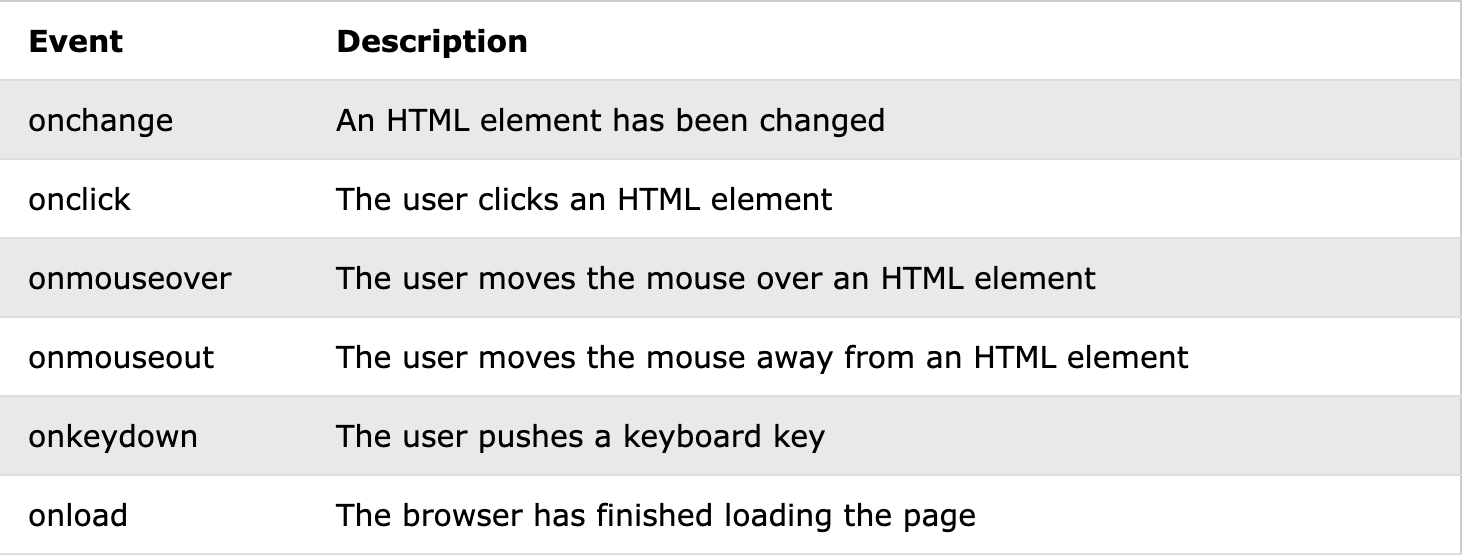 Event Description
onchange An HTML element has been changed
onclick The user clicks an HTML element
onmouseover The user moves the mouse over an HTML element
onmouseout The user moves the mouse away from an HTML element
onkeydown The user pushes a keyboard key
onload The browser has finished loading the page